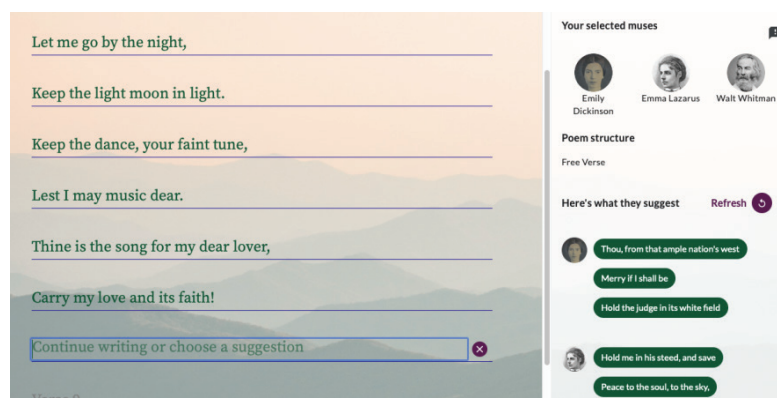 Let me go by the night,
Keep the light moon in light.
Keep the dance, your faint tune,
Lest I may music dear.
Thine is the song for my dear lover,
Carry my love and its faith!
Continue writing or choose a suggestion
Your selected muses
Emily Dickinson
Emma Lazarus
Walt Whitman
Poem structure
Free Verse
Here's what they suggest
Refresh
Thou, from that ample nation's west
Merry if I shall be
Hold the judge in its white field
Hold me in his steed, and save
Peace to the soul, to the sky,